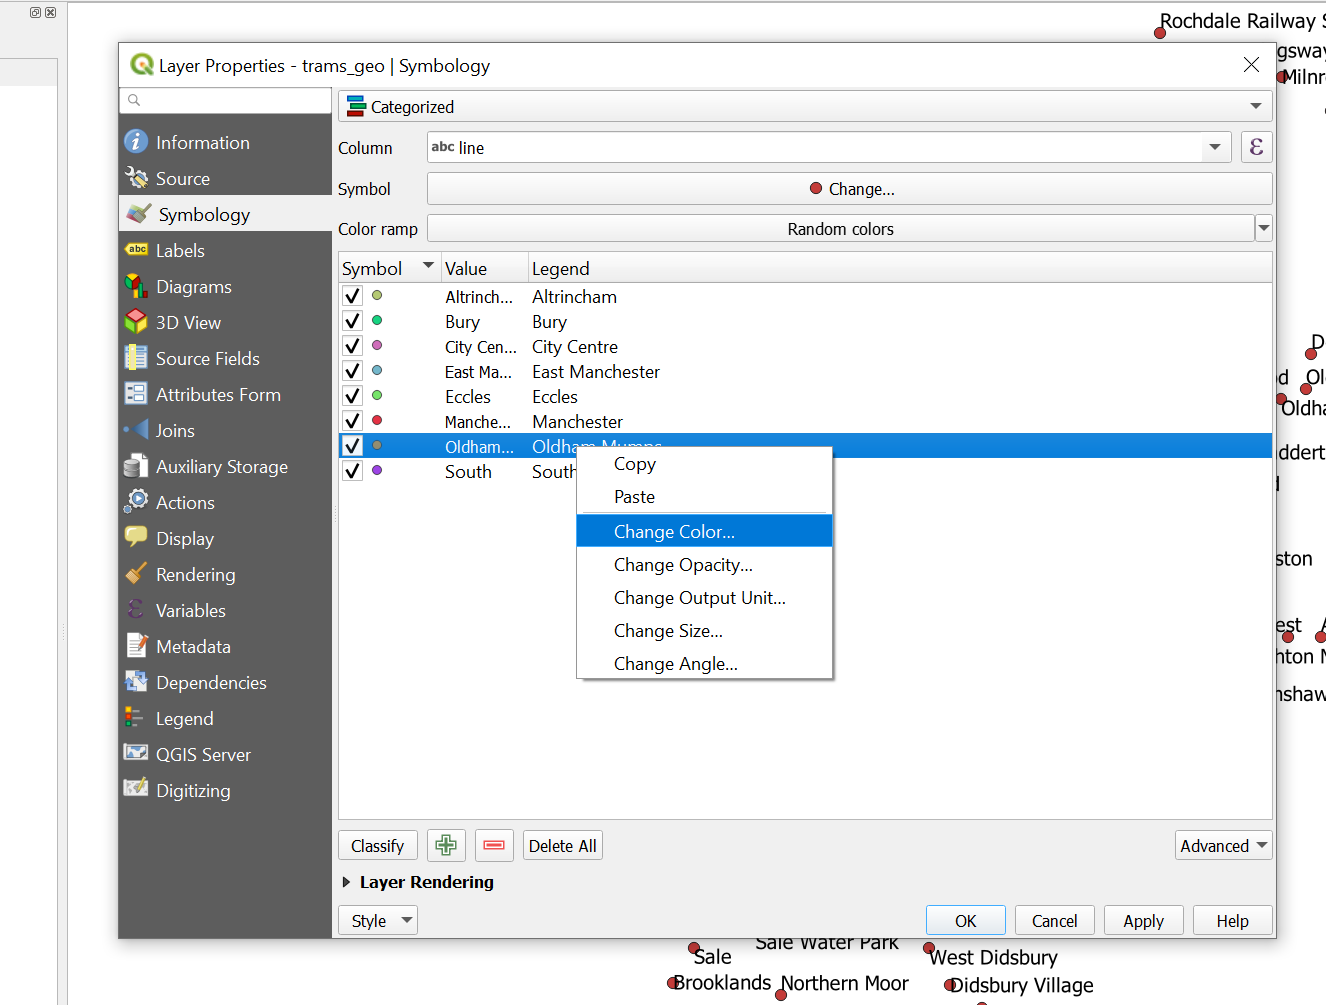 Rochdale Railway
gsway
Milnr
Layer Properties - trams_geo | Symbology
Categorized
Information
Column
abc line
ε
Source
Symbol
Change...
Symbology
Color ramp
Random colors
abc Labels
Symbol Value Legend
Diagrams
Altrinch... Altrincham
3D View
Bury Bury
City Cen... City Centre
Source Fields
East Ma... East Manchester
Attributes Form
Eccles Eccles
Manche... Manchester
Joins
Oldham... Oldham Mumps
Auxiliary Storage
South South
Copy
Paste
Change Color...
Change Opacity...
Change Output Unit...
Change Size...
Change Angle...
Actions
Display
Rendering
Variables
Metadata
Dependencies
Legend
QGIS Server
Digitizing
D
Ol
Oldha
ddert
ston
est
hton
nshaw
Classify
Delete All
Advanced
Layer Rendering
Style
OK
Cancel
Apply
Help
Sale Water Park
Sale
West Didsbury
Brooklands
Northern Moor
Didsbury Village